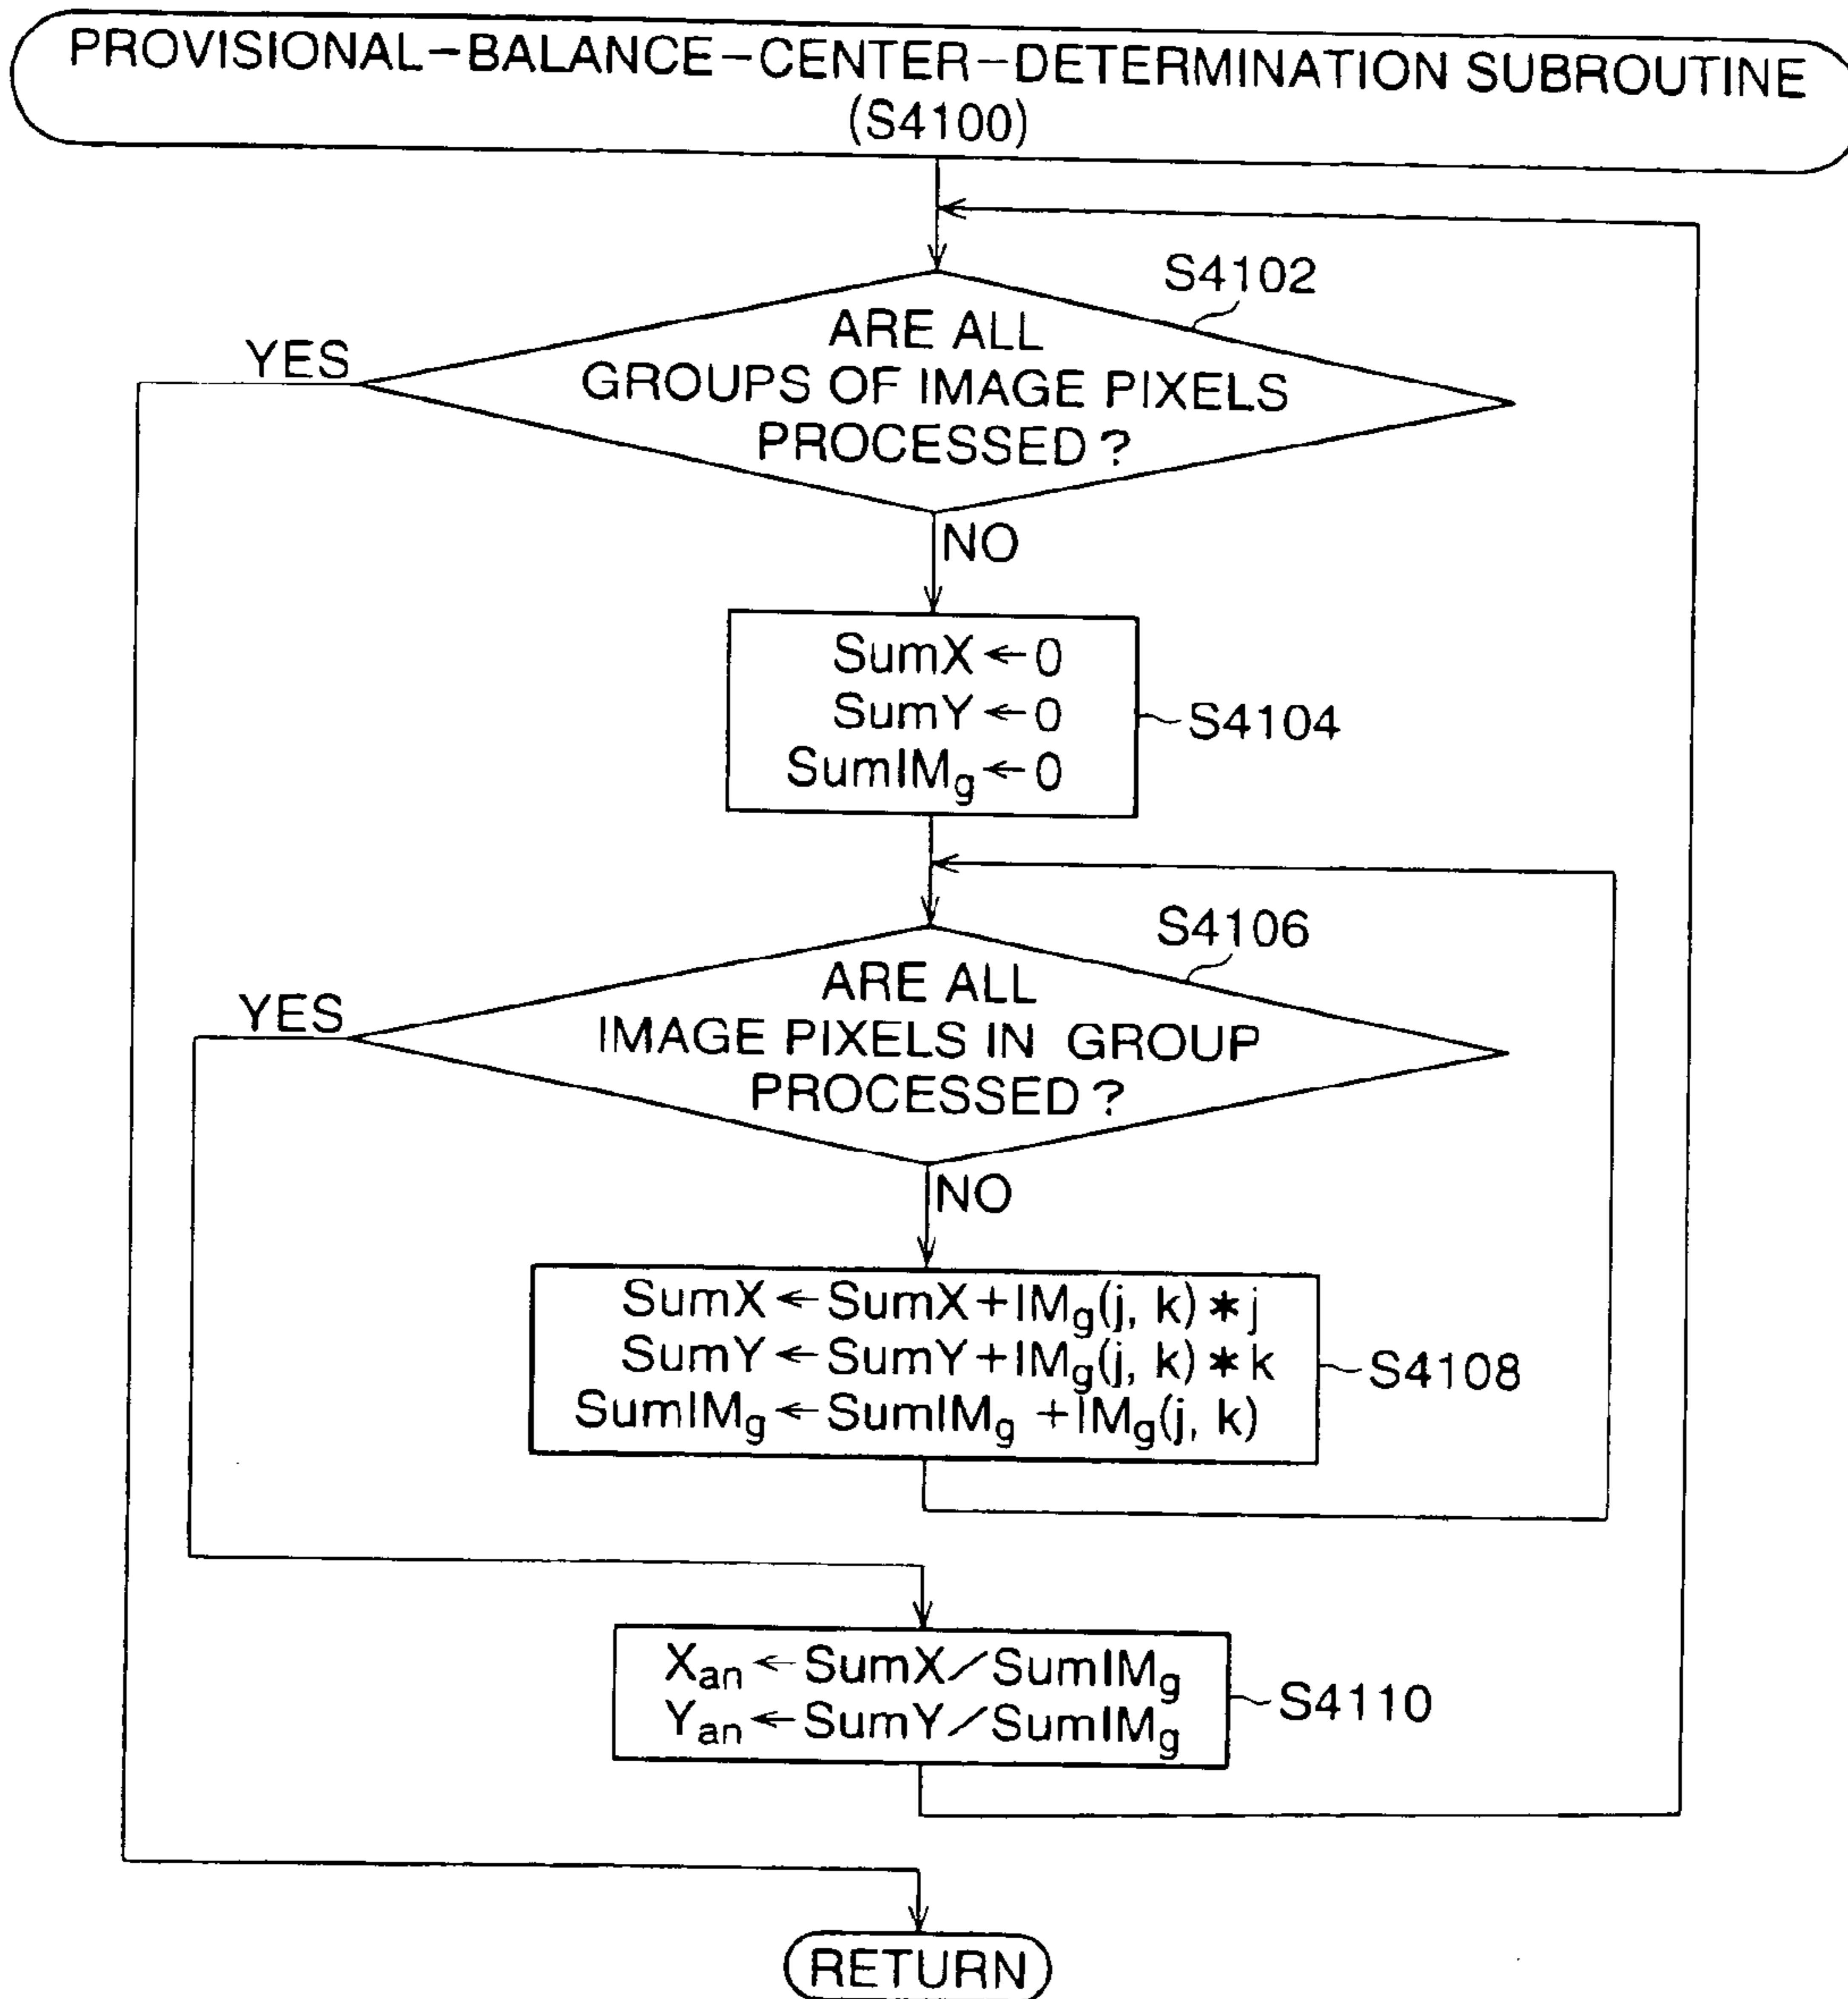 PROVISIONAL-BALANCE-CENTER-DETERMINATION SUBROUTINE
(S4100)
S4102
ARE ALL
YES
GROUPS OF IMAGE PIXELS
PROCESSED ?
NO
SumX ← 0
SumY ← 0
S4104
SumIMg ← 0
S4106
ARE ALL
YES
IMAGE PIXELS IN GROUP
PROCESSED ?
NO
SumX ← SumX + IMg(j, k) * j
SumY ← SumY + IMg(j, k) * k
S4108
SumIMg ← SumIMg + IMg(j, k)
Xan ← SumX / SumIMg
S4110
Yan ← SumY / SumIMg
RETURN